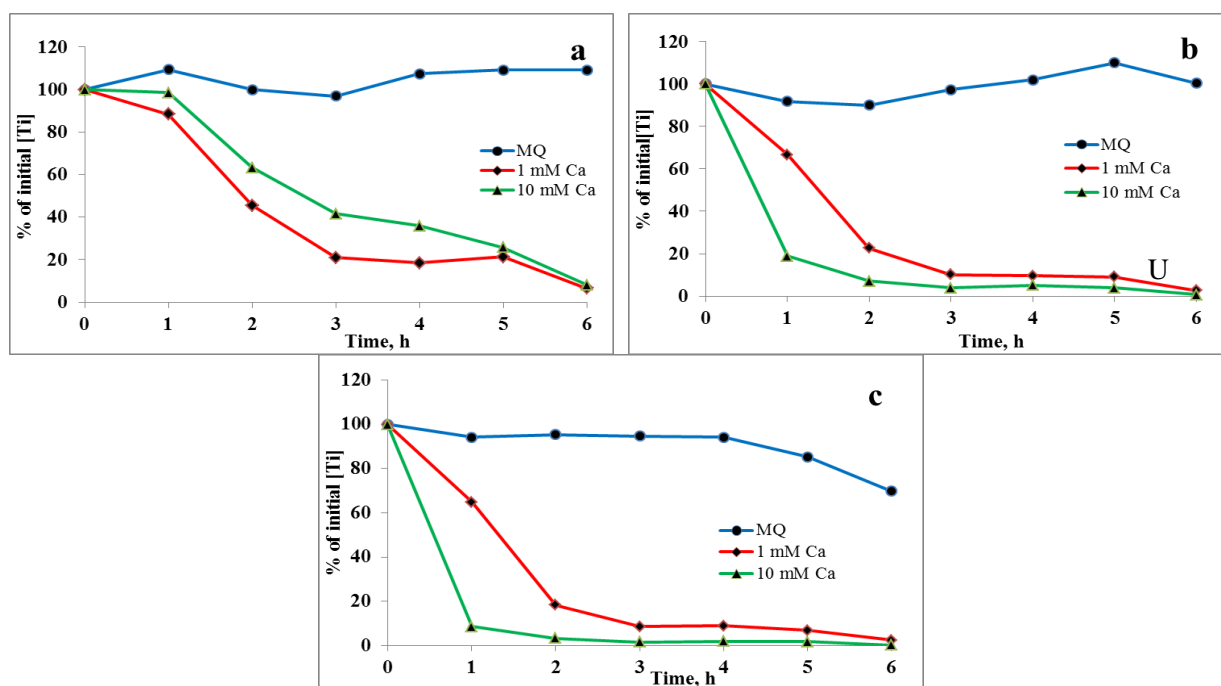 a
120
100
80
60
40
20
0
% of initial [Ti]
MQ
1 mM Ca
10 mM Ca
0 1 2 3 4 5 6
Time, h
b
120
100
80
60
40
20
0
% of initial[Ti]
MQ
1 mM Ca
10 mM Ca
U
0 1 2 3 4 5 6
Time, h
c
120
100
80
60
40
20
0
% of initial [Ti]
MQ
1 mM Ca
10 mM Ca
0 1 2 3 4 5 6
Time, h